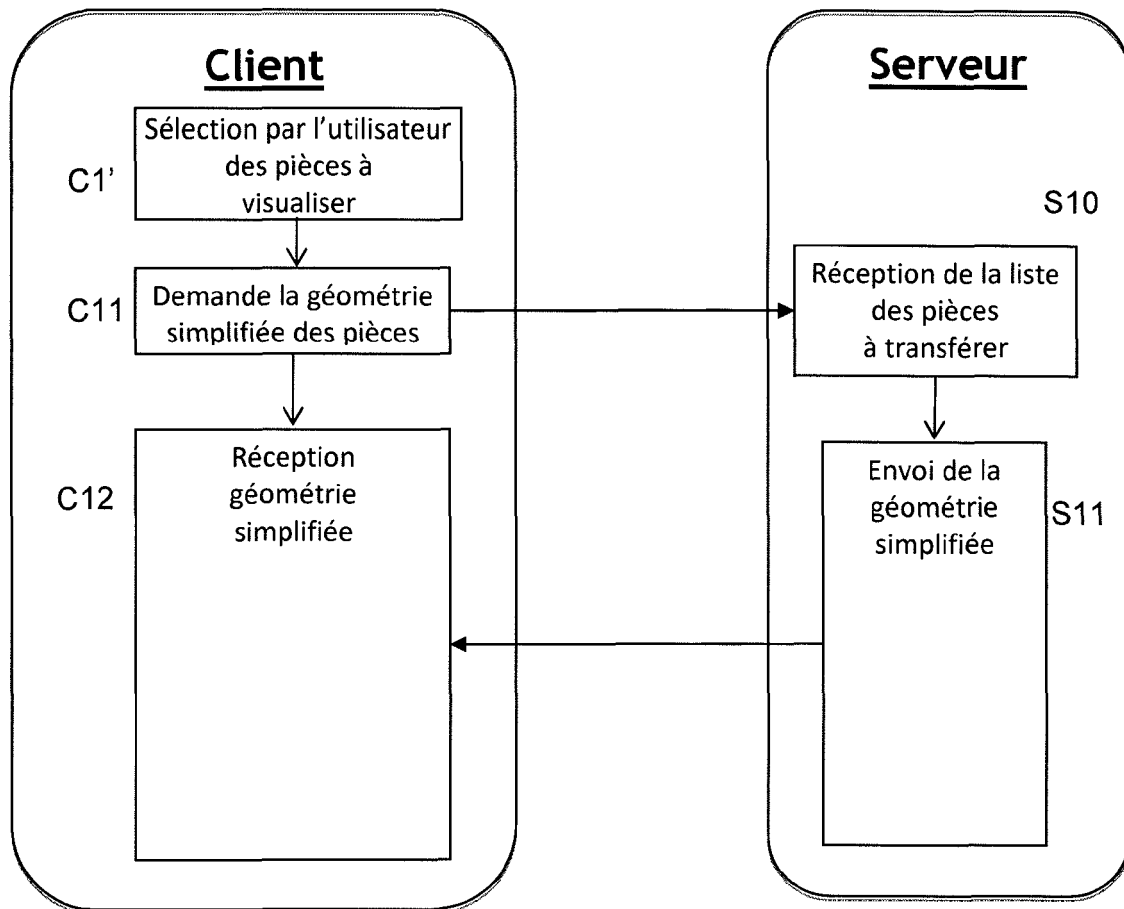 Client
Sélection par l'utilisateur
des pièces à
visualiser
C1'
Demande la géométrie
simplifiée des pièces
C11
Réception
géométrie
simplifiée
C12
Serveur
S10
Réception de la liste
des pièces
à transférer
Envoi de la
géométrie
simplifiée
S11